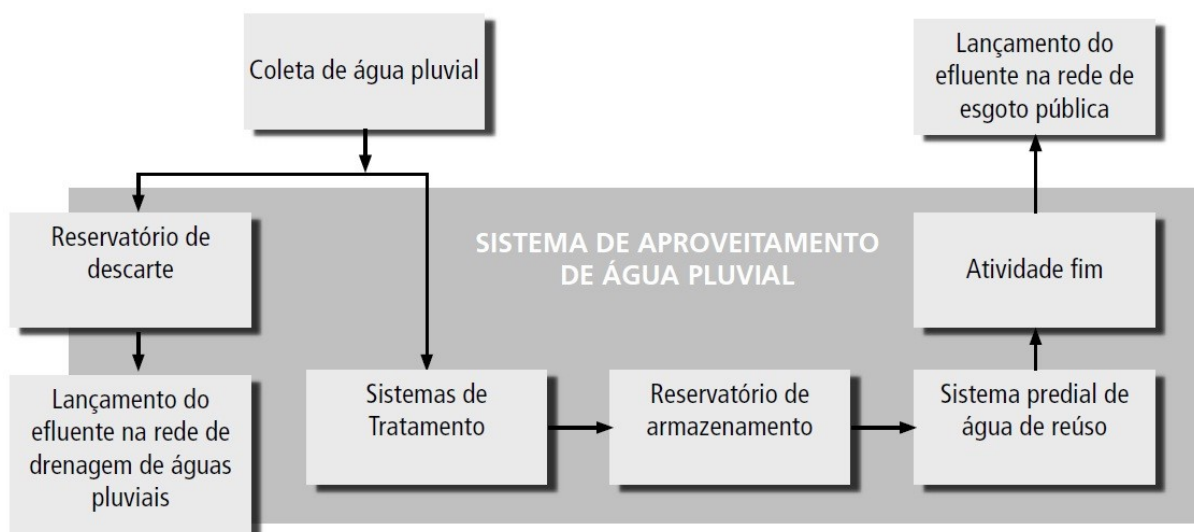 Coleta de água pluvial
Lançamento do
efluente na rede de
esgoto pública
Reservatório de
descarte
SISTEMA DE APROVEITAMENTO
DE ÁGUA PLUVIAL
Atividade fim
Lançamento do
efluente na rede de
drenagem de águas
pluviais
Sistemas de
Tratamento
Reservatório de
armazenamento
Sistema predial de
água de reúso